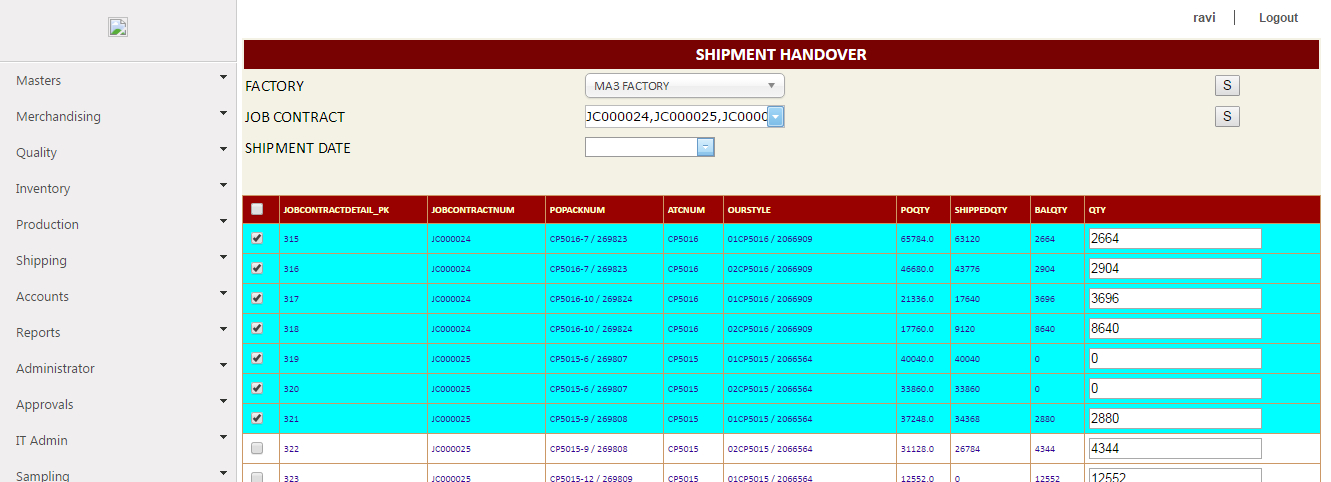 ravi | Logout
SHIPMENT HANDOVER
Masters
Merchandising
Quality
Inventory
Production
Shipping
Accounts
Reports
Administrator
Approvals
IT Admin
Sampling
FACTORY MA3 FACTORY S
JOB CONTRACT JC000024,JC000025,JC0000 S
SHIPMENT DATE
JOBCONTRACTDETAIL_PK JOBCONTRACTNUM POPACKNUM ATCNUM OURSTYLE POQTY SHIPPEDQTY BALQTY QTY
315 JC000024 CP5016-7 / 269823 CP5016 01CP5016 / 2066909 65784.0 63120 2664 2664
316 JC000024 CP5016-7 / 269823 CP5016 02CP5016 / 2066909 46680.0 43776 2904 2904
317 JC000024 CP5016-10 / 269824 CP5016 01CP5016 / 2066909 21336.0 17640 3696 3696
318 JC000024 CP5016-10 / 269824 CP5016 02CP5016 / 2066909 17760.0 9120 8640 8640
319 JC000025 CP5015-6 / 269807 CP5015 01CP5015 / 2066564 40040.0 40040 0 0
320 JC000025 CP5015-6 / 269807 CP5015 02CP5015 / 2066564 33860.0 33860 0 0
321 JC000025 CP5015-9 / 269808 CP5015 01CP5015 / 2066564 37248.0 34368 2880 2880
322 JC000025 CP5015-9 / 269808 CP5015 02CP5015 / 2066564 31128.0 26784 4344 4344
323 JC000025 CP5015-12 / 269809 CP5015 01CP5015 / 2066564 12552.0 0 12552 12552